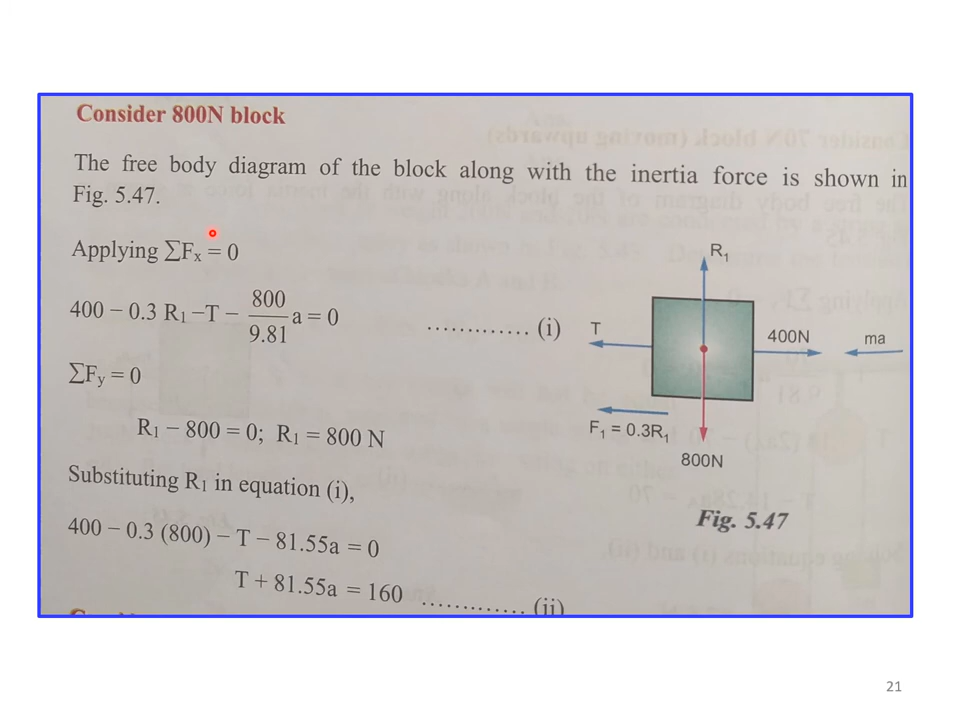 Consider 800N block
The free body diagram of the block along with the inertia force is shown in
Fig. 5.47.
Applying ∑Fx = 0
400 − 0.3 R1 −T − 800/9.81 a = 0 ............. (i)
∑Fy = 0
R1 − 800 = 0; R1 = 800 N
Substituting R1 in equation (i),
400 − 0.3 (800) − T − 81.55a = 0
T + 81.55a = 160 ............. (ii)
R1
T
400N
ma
F1 = 0.3R1
800N
Fig. 5.47
21